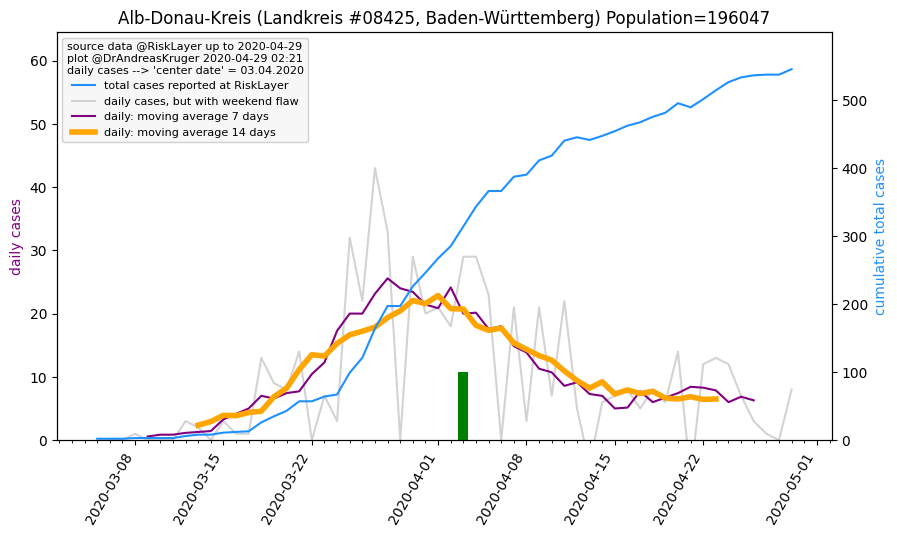 Alb-Donau-Kreis (Landkreis #08425, Baden-Württemberg) Population=196047
source data @RiskLayer up to 2020-04-29
plot @DrAndreasKruger 2020-04-29 02:21
daily cases --> 'center date' = 03.04.2020
total cases reported at RiskLayer
daily cases, but with weekend flaw
daily: moving average 7 days
daily: moving average 14 days
daily cases
60
50
40
30
20
10
0
cumulative total cases
500
400
300
200
100
0
2020-03-08
2020-03-15
2020-03-22
2020-04-01
2020-04-08
2020-04-15
2020-04-22
2020-05-01